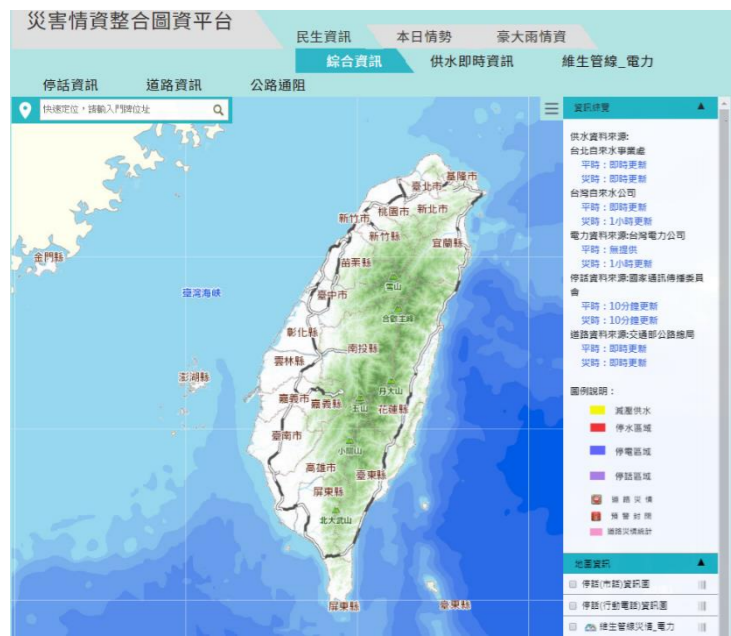 災害情資整合圖資平台
民生資訊 本日情勢 豪大雨情資
綜合資訊 供水即時資訊 維生管線_電力
停話資訊 道路資訊 公路通阻
快速定位，請輸入門牌位址
資訊總覽
供水資料來源:
台北自來水事業處
平時：即時更新
災時：即時更新
台灣自來水公司
平時：即時更新
災時：1小時更新
電力資料來源:台灣電力公司
平時：無提供
災時：1小時更新
停話資料來源:國家通訊傳播委員
會
平時：10分鐘更新
災時：10分鐘更新
道路資料來源:交通部公路總局
平時：即時更新
災時：即時更新
圖例說明：
減壓供水
停水區域
停電區域
停話區域
道路災情
預警封閉
道路災情統計
地圖資訊
停話(市話)資訊圖
停話(行動電話)資訊圖
維生管線災情_電力
基隆市
臺北市
桃園市 新北市
新竹市
新竹縣
宜蘭縣
苗栗縣
雪山
臺中市
合歡主峰
彰化縣
南投縣
雲林縣
丹大山
嘉義市 嘉義縣 玉山 花蓮縣
臺南市
小關山
高雄市
臺東縣
屏東縣
北大武山
屏東縣
臺東縣
金門縣
臺灣海峽
澎湖縣